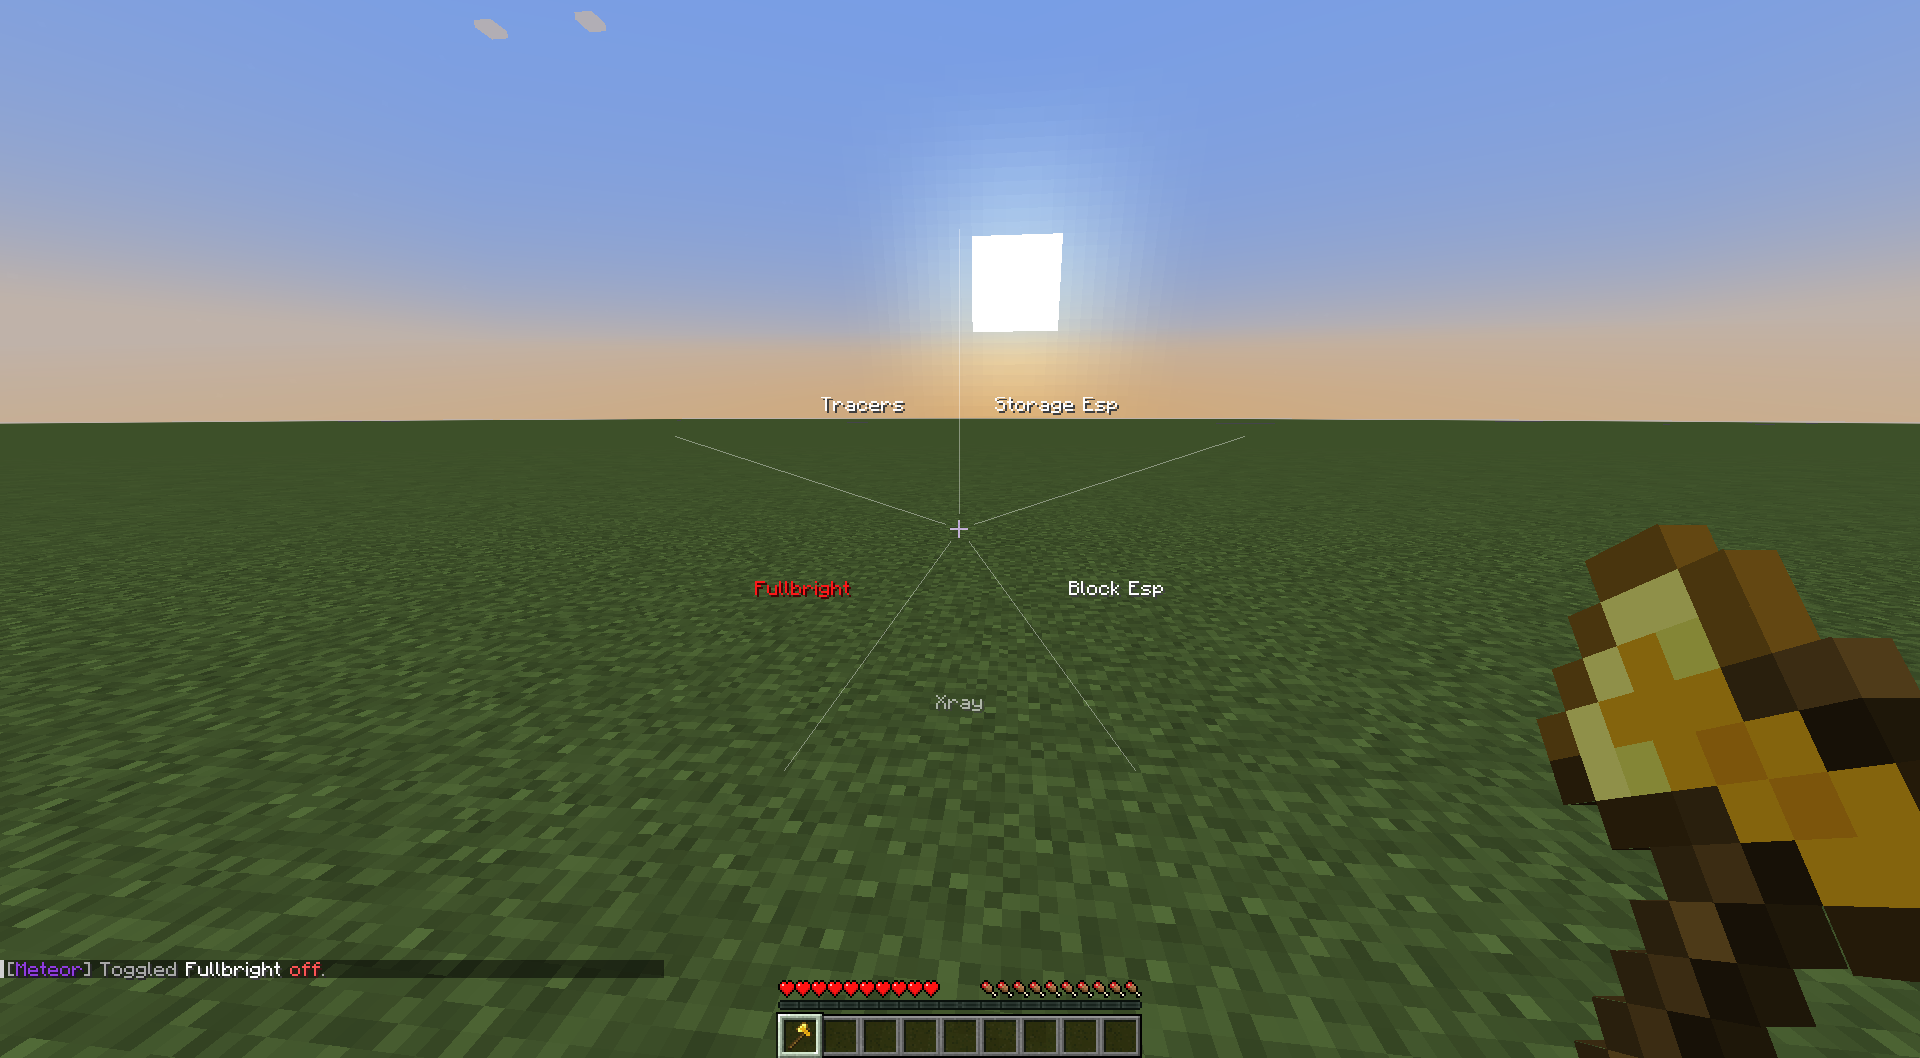 Tracers
Storage Esp
Fullbright
Block Esp
Xray
[Meteor] Toggled Fullbright off.